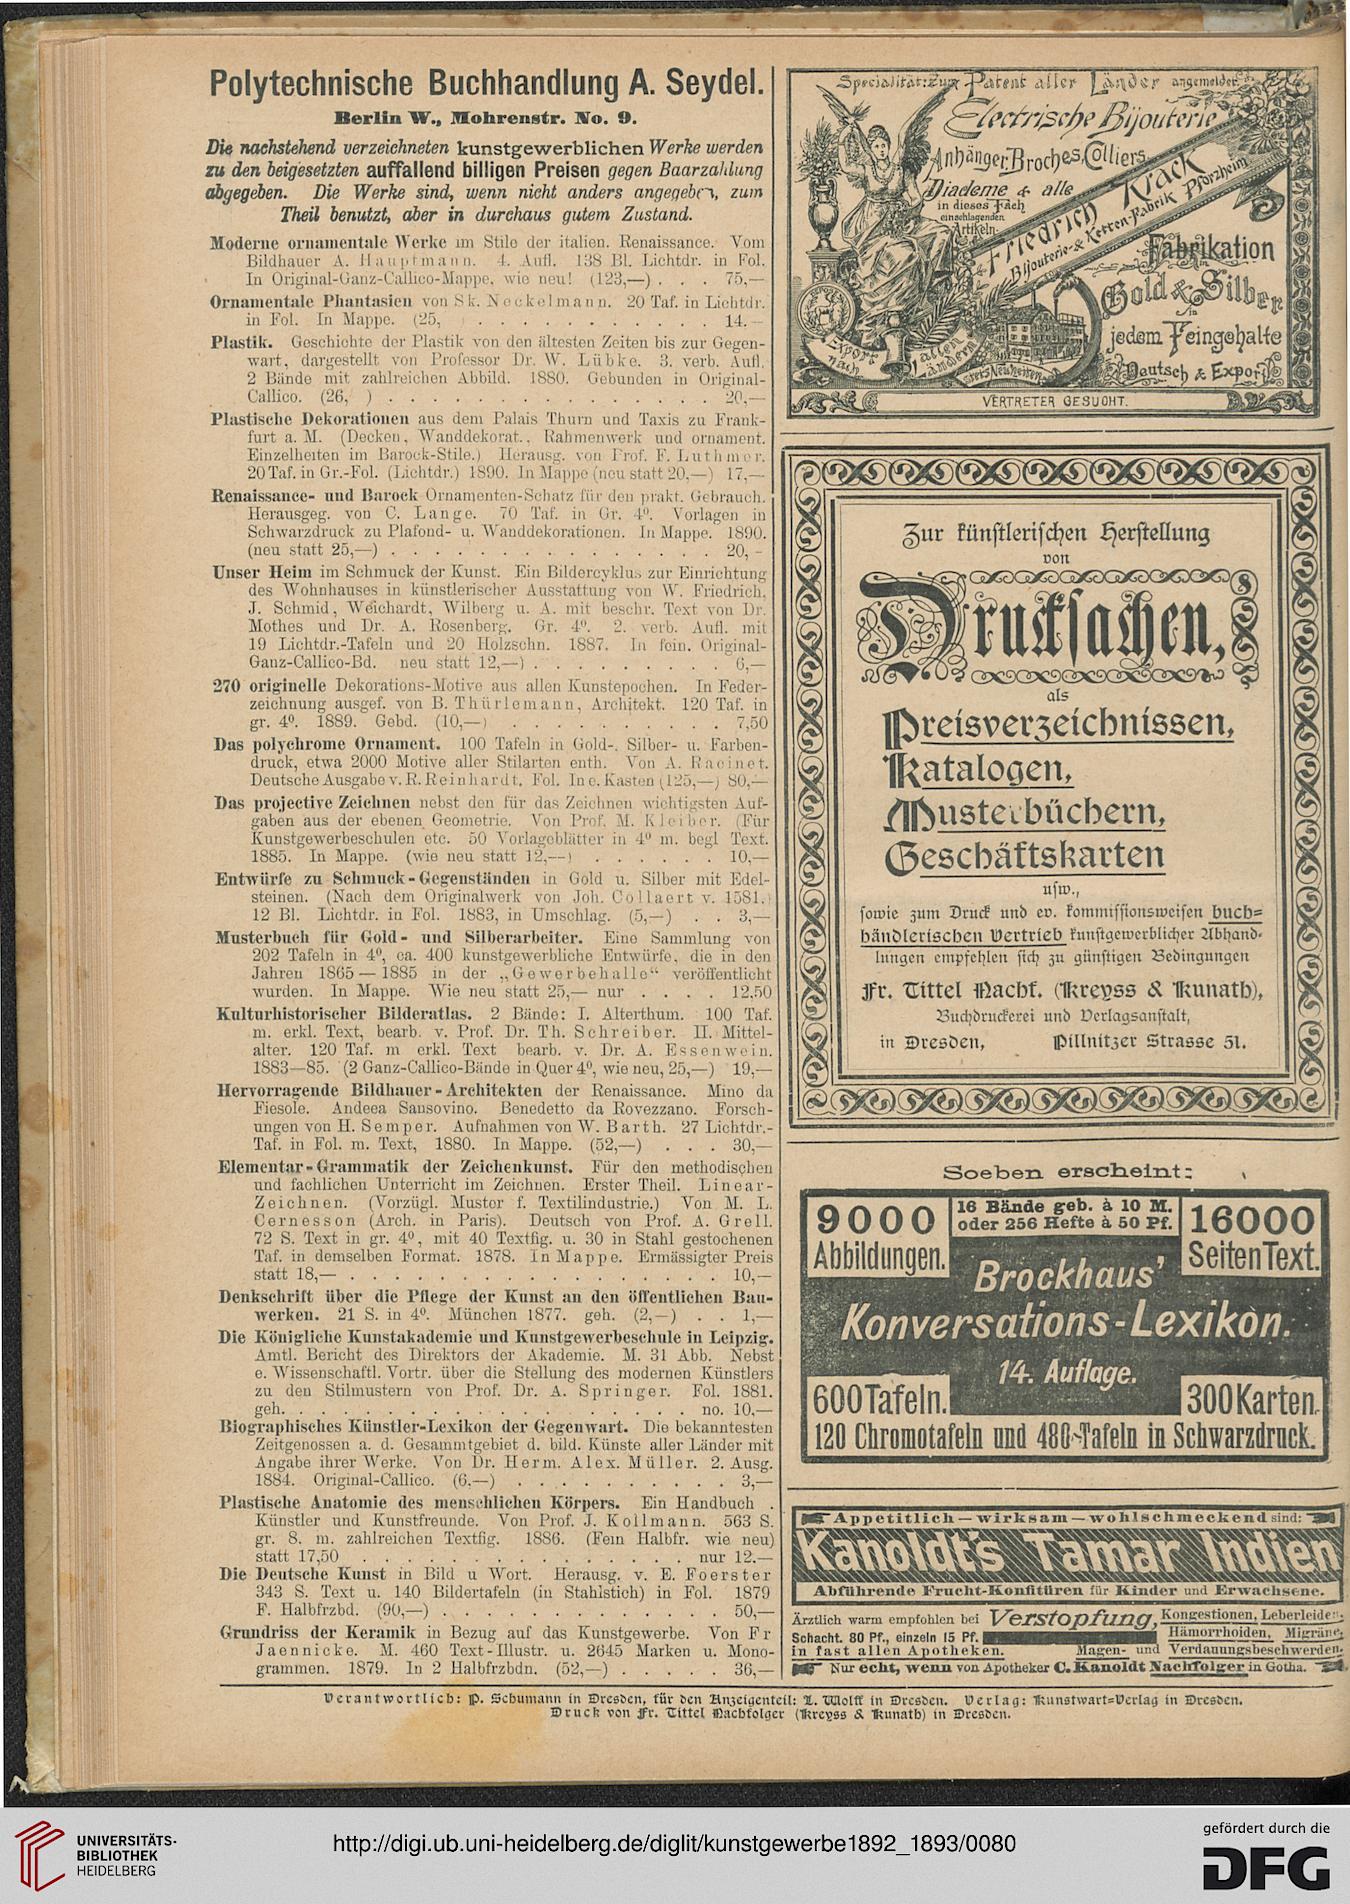 Polytechnische Buchhandlung A. Seydel.
Berlin W., Mohrenstr. No. 9.
Die nachstehend verzeichneten kunstgewerblichen Werke werden
zu den beigesetzten auffallend billigen Preisen gegen Baarzahlung
abgegeben. Die Werke sind, wenn nicht anders angegeben, zum
Theil benutzt, aber in durchaus gutem Zustand.
Moderne ornamentale Werke im Stile der italien. Renaissance. Vom
Bildhauer A. Hauptmann. 4. Aufl. 138 Bl. Lichtdr. in Fol.
In Original-Ganz-Callico-Mappe, wie neu! (123,—) . . . 75,—
Ornamentale Phantasien von Sk. Neckelmann. 20 Taf. in Lichtdr.
in Fol. In Mappe. (25, . . . . . . . . . . . 14.–
Plastik. Geschichte der Plastik von den ältesten Zeiten bis zur Gegen-
wart, dargestellt von Professor Dr. W. Lübke. 3. verb. Aufl.
2 Bände mit zahlreichen Abbild. 1880. Gebunden in Original-
Callico. (26, ) . . . . . . . . . . . . . . . 20,—
Plastische Dekorationen aus dem Palais Thurn und Taxis zu Frank-
furt a. M. (Decken, Wanddekorat., Rahmenwerk und ornament.
Einzelheiten im Barock-Stile.) Herausg. von Prof. F. Luthmer.
20 Taf. in Gr.-Fol. (Lichtdr.) 1890. In Mappe (neu statt 20,—) 17,—
Renaissance- und Barock Ornamenten-Schatz für den prakt. Gebrauch.
Herausgeg. von C. Lange. 70 Taf. in Gr. 4⁰. Vorlagen in
Schwarzdruck zu Plafond- u. Wanddekorationen. In Mappe. 1890.
(neu statt 25,—) . . . . . . . . . . . . . . . 20, -
Unser Heim im Schmuck der Kunst. Ein Bildercyklus zur Einrichtung
des Wohnhauses in künstlerischer Ausstattung von W. Friedrich,
J. Schmid, Weichardt, Wilberg u. A. mit beschr. Text von Dr.
Mothes und Dr. A. Rosenberg. Gr. 4⁰. 2. verb. Aufl. mit
19 Lichtdr.-Tafeln und 20 Holzschn. 1887. In fein. Original-
Ganz-Callico-Bd. neu statt 12,—) . . . . . . . . . 6,—
270 originelle Dekorations-Motive aus allen Kunstepochen. In Feder-
zeichnung ausgef. von B. Thürlemann, Architekt. 120 Taf. in
gr. 4⁰. 1889. Gebd. (10,—) . . . . . . . . . . 7,50
Das polychrome Ornament. 100 Tafeln in Gold-, Silber- u. Farben-
druck, etwa 2000 Motive aller Stilarten enth. Von A. Racinet.
Deutsche Ausgabe v. R. Reinhardt. Fol. In e. Kasten (125,—) 80,—
Das projective Zeichnen nebst den für das Zeichnen wichtigsten Auf-
gaben aus der ebenen Geometrie. Von Prof. M. Kleiber. (Für
Kunstgewerbeschulen etc. 50 Vorlageblätter in 4⁰ m. begl Text.
1885. In Mappe. (wie neu statt 12,—) . . . . . . 10,—
Entwürfe zu Schmuck-Gegenständen in Gold u. Silber mit Edel-
steinen. (Nach dem Originalwerk von Joh. Collaert v. 1581.)
12 Bl. Lichtdr. in Fol. 1883, in Umschlag. (5,—) . . 3,—
Musterbuch für Gold- und Silberarbeiter. Eine Sammlung von
202 Tafeln in 4⁰, ca. 400 kunstgewerbliche Entwürfe, die in den
Jahren 1865 — 1885 in der „Gewerbehalle“ veröffentlicht
wurden. In Mappe. Wie neu statt 25,— nur . . . . 12,50
Kulturhistorischer Bilderatlas. 2 Bände: I. Alterthum. 100 Taf.
m. erkl. Text, bearb. v. Prof. Dr. Th. Schreiber. II. Mittel-
alter. 120 Taf. m erkl. Text bearb. v. Dr. A. Essenwein.
1883—85. (2 Ganz-Callico-Bände in Quer 4⁰, wie neu, 25,—) 19,—
Hervorragende Bildhauer-Architekten der Renaissance. Mino da
Fiesole. Andeea Sansovino. Benedetto da Rovezzano. Forsch-
ungen von H. Semper. Aufnahmen von W. Barth. 27 Lichtdr.-
Taf. in Fol. m. Text, 1880. In Mappe. (52,—) . . . 30,—
Elementar-Grammatik der Zeichenkunst. Für den methodischen
und fachlichen Unterricht im Zeichnen. Erster Theil. Linear-
Zeichnen. (Vorzügl. Muster f. Textilindustrie.) Von M. L.
Cernesson (Arch. in Paris). Deutsch von Prof. A. Grell.
72 S. Text in gr. 4⁰, mit 40 Textfig. u. 30 in Stahl gestochenen
Taf. in demselben Format. 1878. In Mappe. Ermässigter Preis
statt 18,— . . . . . . . . . . . . . . . . . 10,—
Denkschrift über die Pflege der Kunst an den öffentlichen Bau-
werken. 21 S. in 4⁰. München 1877. geh. (2,—) . . 1,—
Die Königliche Kunstakademie und Kunstgewerbeschule in Leipzig.
Amtl. Bericht des Direktors der Akademie. M. 31 Abb. Nebst
e. Wissenschaftl. Vortr. über die Stellung des modernen Künstlers
zu den Stilmustern von Prof. Dr. A. Springer. Fol. 1881.
geh. . . . . . . . . . . . . . . . . . . no. 10,—
Biographisches Künstler-Lexikon der Gegenwart. Die bekanntesten
Zeitgenossen a. d. Gesammtgebiet d. bild. Künste aller Länder mit
Angabe ihrer Werke. Von Dr. Herm. Alex. Müller. 2. Ausg.
1884. Original-Callico. (6.—) . . . . . . . . . . 3,—
Plastische Anatomie des menschlichen Körpers. Ein Handbuch .
Künstler und Kunstfreunde. Von Prof. J. Kollmann. 563 S.
gr. 8. m. zahlreichen Textfig. 1886. (Fein Halbfr. wie neu)
statt 17,50 . . . . . . . . . . . . . . . nur 12.—
Die Deutsche Kunst in Bild u Wort. Herausg. v. E. Foerster
343 S. Text u. 140 Bildertafeln (in Stahlstich) in Fol. 1879
F. Halbfrzbd. (90,—) . . . . . . . . . . . . . 50,—
Grundriss der Keramik in Bezug auf das Kunstgewerbe. Von Fr
Jaennicke. M. 460 Text-Illustr. u. 2645 Marken u. Mono-
grammen. 1879. In 2 Halbfrzbdn. (52,—) . . . . . 36,—
Specialität: Zum Patent aller Länder angemeldet
Electrische Bijouterie
Anhänger, Broches, Colliers
Diademe & alle
in dieses Fach
einschlagenden
Artikeln
Friedrich Krack
Bijouterie- & Ketten-Fabrik Pforzheim
Fabrikation
in
Gold & Silber
in
jedem Feingehalte
Deutsch & Export
Export
nach
allen
Ländern
Stets Neuheiten
VERTRETER GESUCHT.
Zur künstlerischen Herstellung
von
Drucksachen,
als
Preisverzeichnissen,
Katalogen,
Musterbüchern,
Geschäftskarten
usw.,
sowie zum Druck und ev. kommissionsweisen buch=
händlerischen Vertrieb kunstgewerblicher Abhand-
lungen empfehlen sich zu günstigen Bedingungen
Fr. Tittel Nachf. (Kreyss & Kunath),
Buchdruckerei und Verlagsanstalt,
in Dresden, Pillnitzer Strasse 51.
Soeben erscheint:
9000
Abbildungen.
16 Bände geb. à 10 M.
oder 256 Hefte à 50 Pf.
16000
Seiten Text.
Brockhaus'
Konversations-Lexikon.
14. Auflage.
600 Tafeln.
300 Karten.
120 Chromotafeln und 480 Tafeln in Schwarzdruck.
Appetitlich — wirksam — wohlschmeckend sind:
Kanoldt's Tamar Indien
Abführende Frucht-Konfitüren für Kinder und Erwachsene.
Ärztlich warm empfohlen bei Verstopfung, Kongestionen, Leberleiden,
Schacht. 80 Pf., einzeln 15 Pf. Hämorrhoiden, Migräne,
in fast allen Apotheken. Magen- und Verdauungsbeschwerden.
Nur echt, wenn von Apotheker C. Kanoldt Nachfolger in Gotha.
Verantwortlich: P. Schumann in Dresden, für den Anzeigenteil: L. Wolff in Dresden. Verlag: Kunstwart=Verlag in Dresden.
Druck von Fr. Tittel Nachfolger (Kreyss & Kunath) in Dresden.
UNIVERSITÄTS-
BIBLIOTHEK
HEIDELBERG
http://digi.ub.uni-heidelberg.de/diglit/kunstgewerbe1892_1893/0080
gefördert durch die
DFG